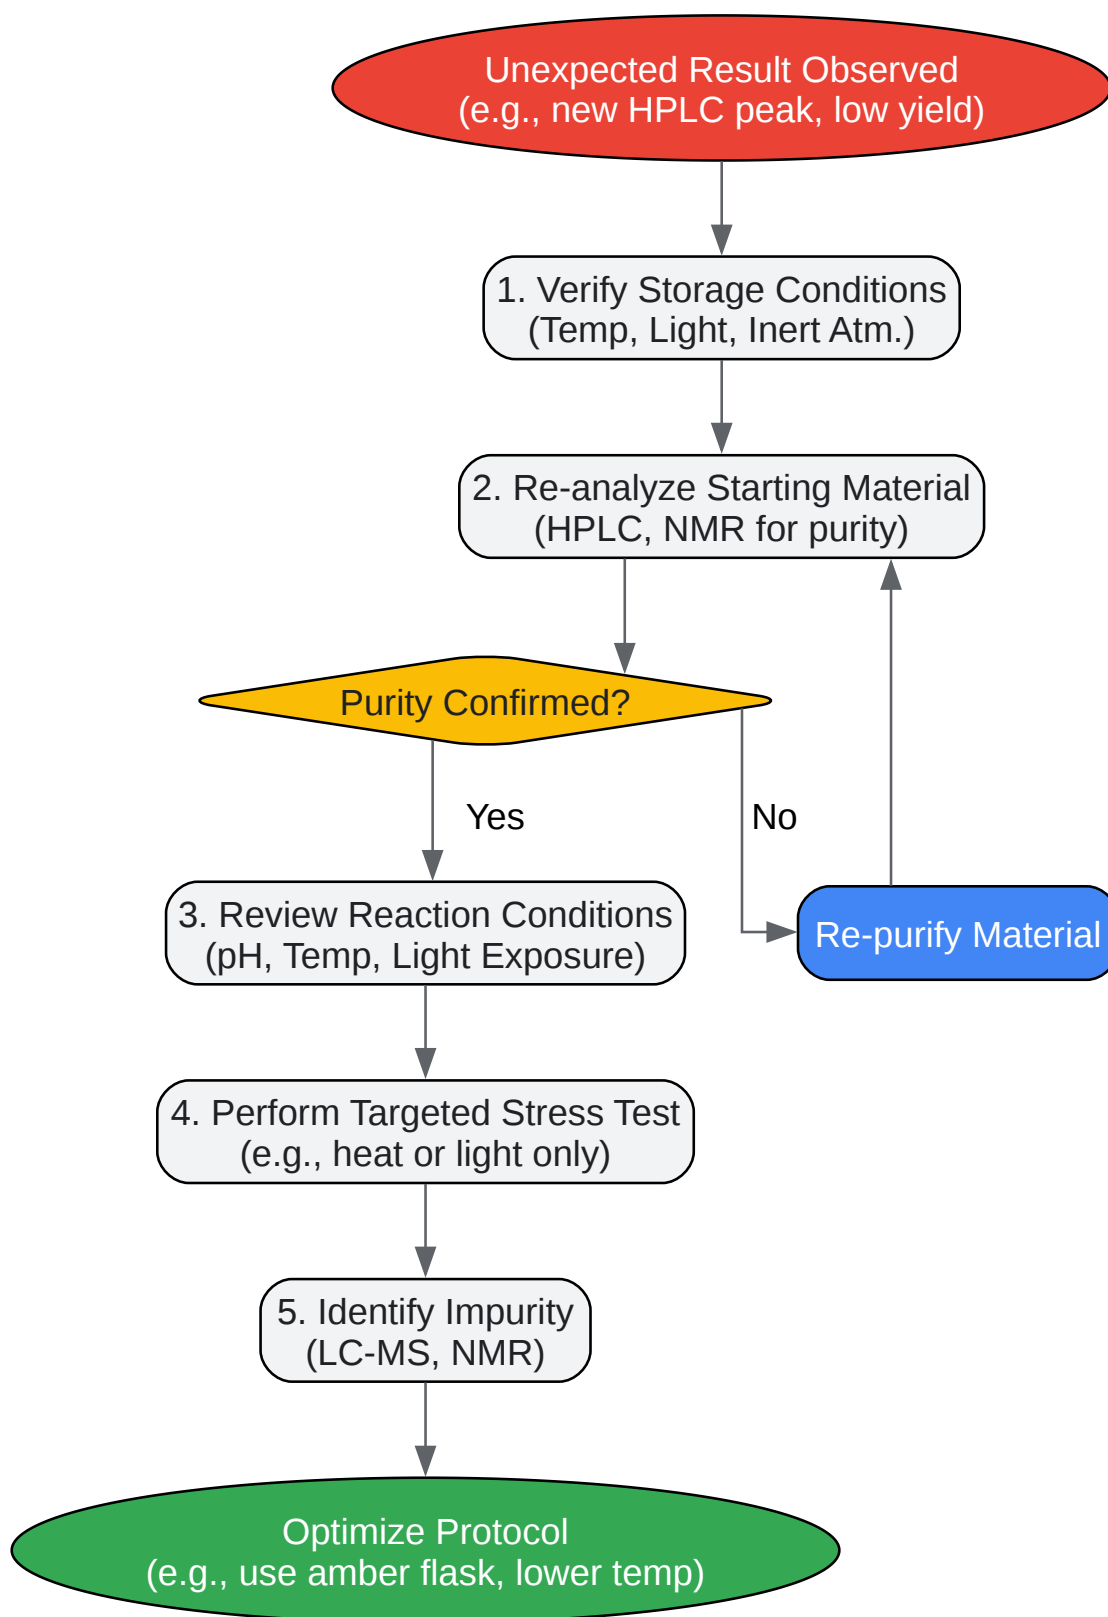 Unexpected Result Observed
(e.g., new HPLC peak, low yield)
1. Verify Storage Conditions
(Temp, Light, Inert Atm.)
2. Re-analyze Starting Material
(HPLC, NMR for purity)
Purity Confirmed?
Yes
No
3. Review Reaction Conditions
(pH, Temp, Light Exposure)
Re-purify Material
4. Perform Targeted Stress Test
(e.g., heat or light only)
5. Identify Impurity
(LC-MS, NMR)
Optimize Protocol
(e.g., use amber flask, lower temp)